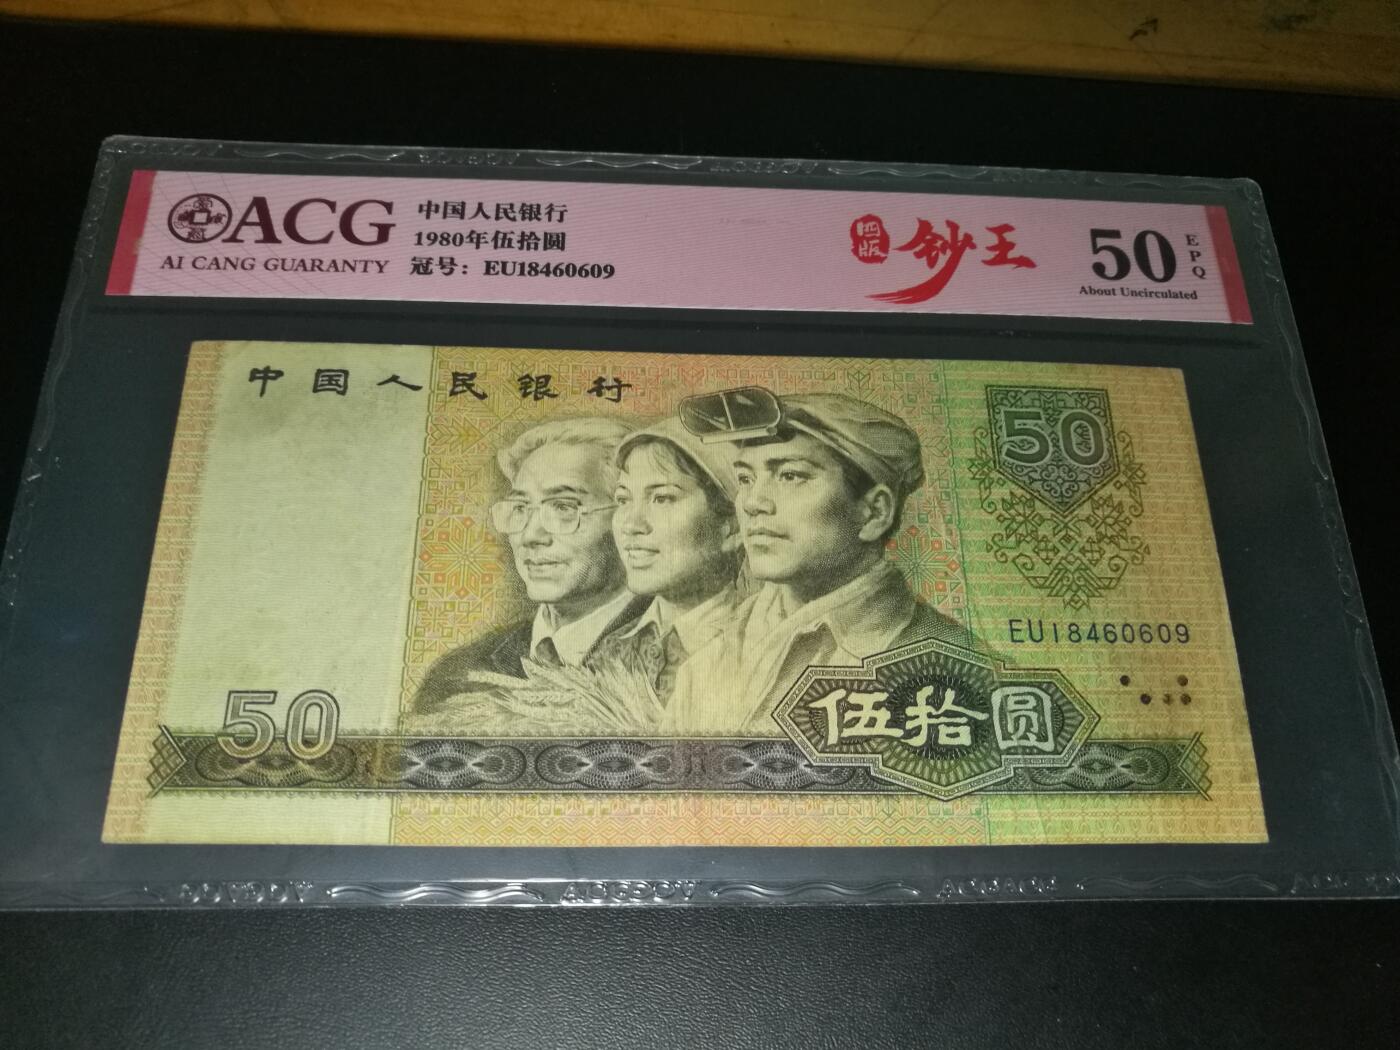 ACG
AI CANG GUARANTY
中国人民银行
1980年伍拾圆
冠号: EU18460609
四版
钞王
50
EPQ
About Uncirculated
中国人民银行
50
EU18460609
50
伍拾圆